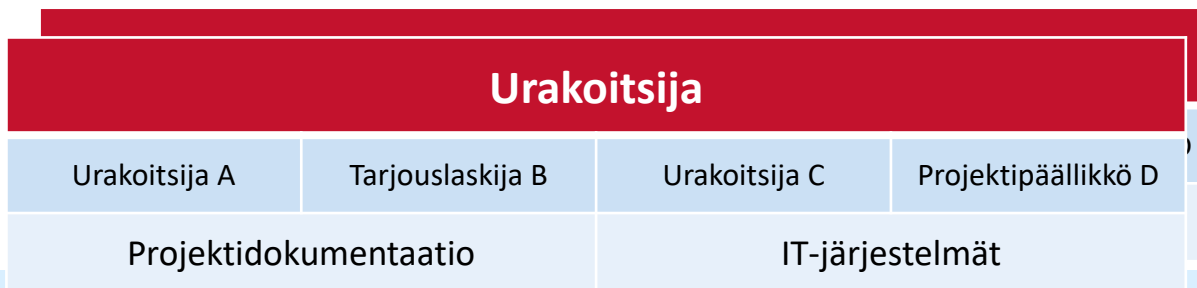 Urakoitsija
Urakoitsija A Tarjouslaskija B Urakoitsija C Projektipäällikkö D
Projektidokumentaatio IT-järjestelmät